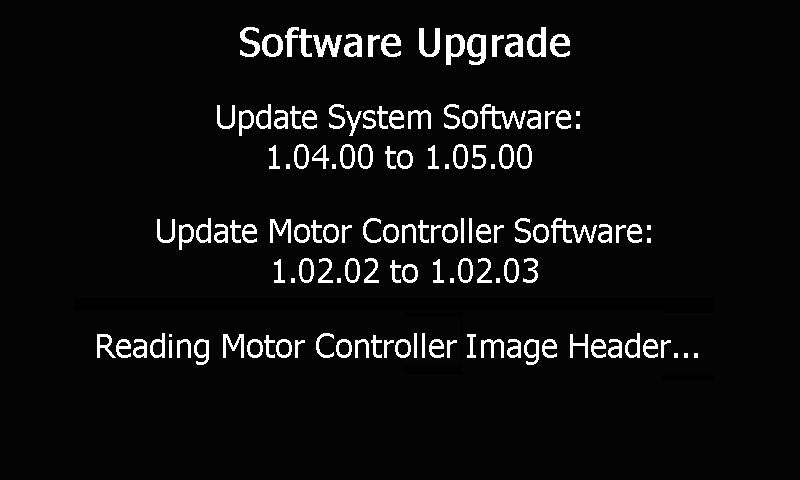 Software Upgrade
Update System Software:
1.04.00 to 1.05.00
Update Motor Controller Software:
1.02.02 to 1.02.03
Reading Motor Controller Image Header...